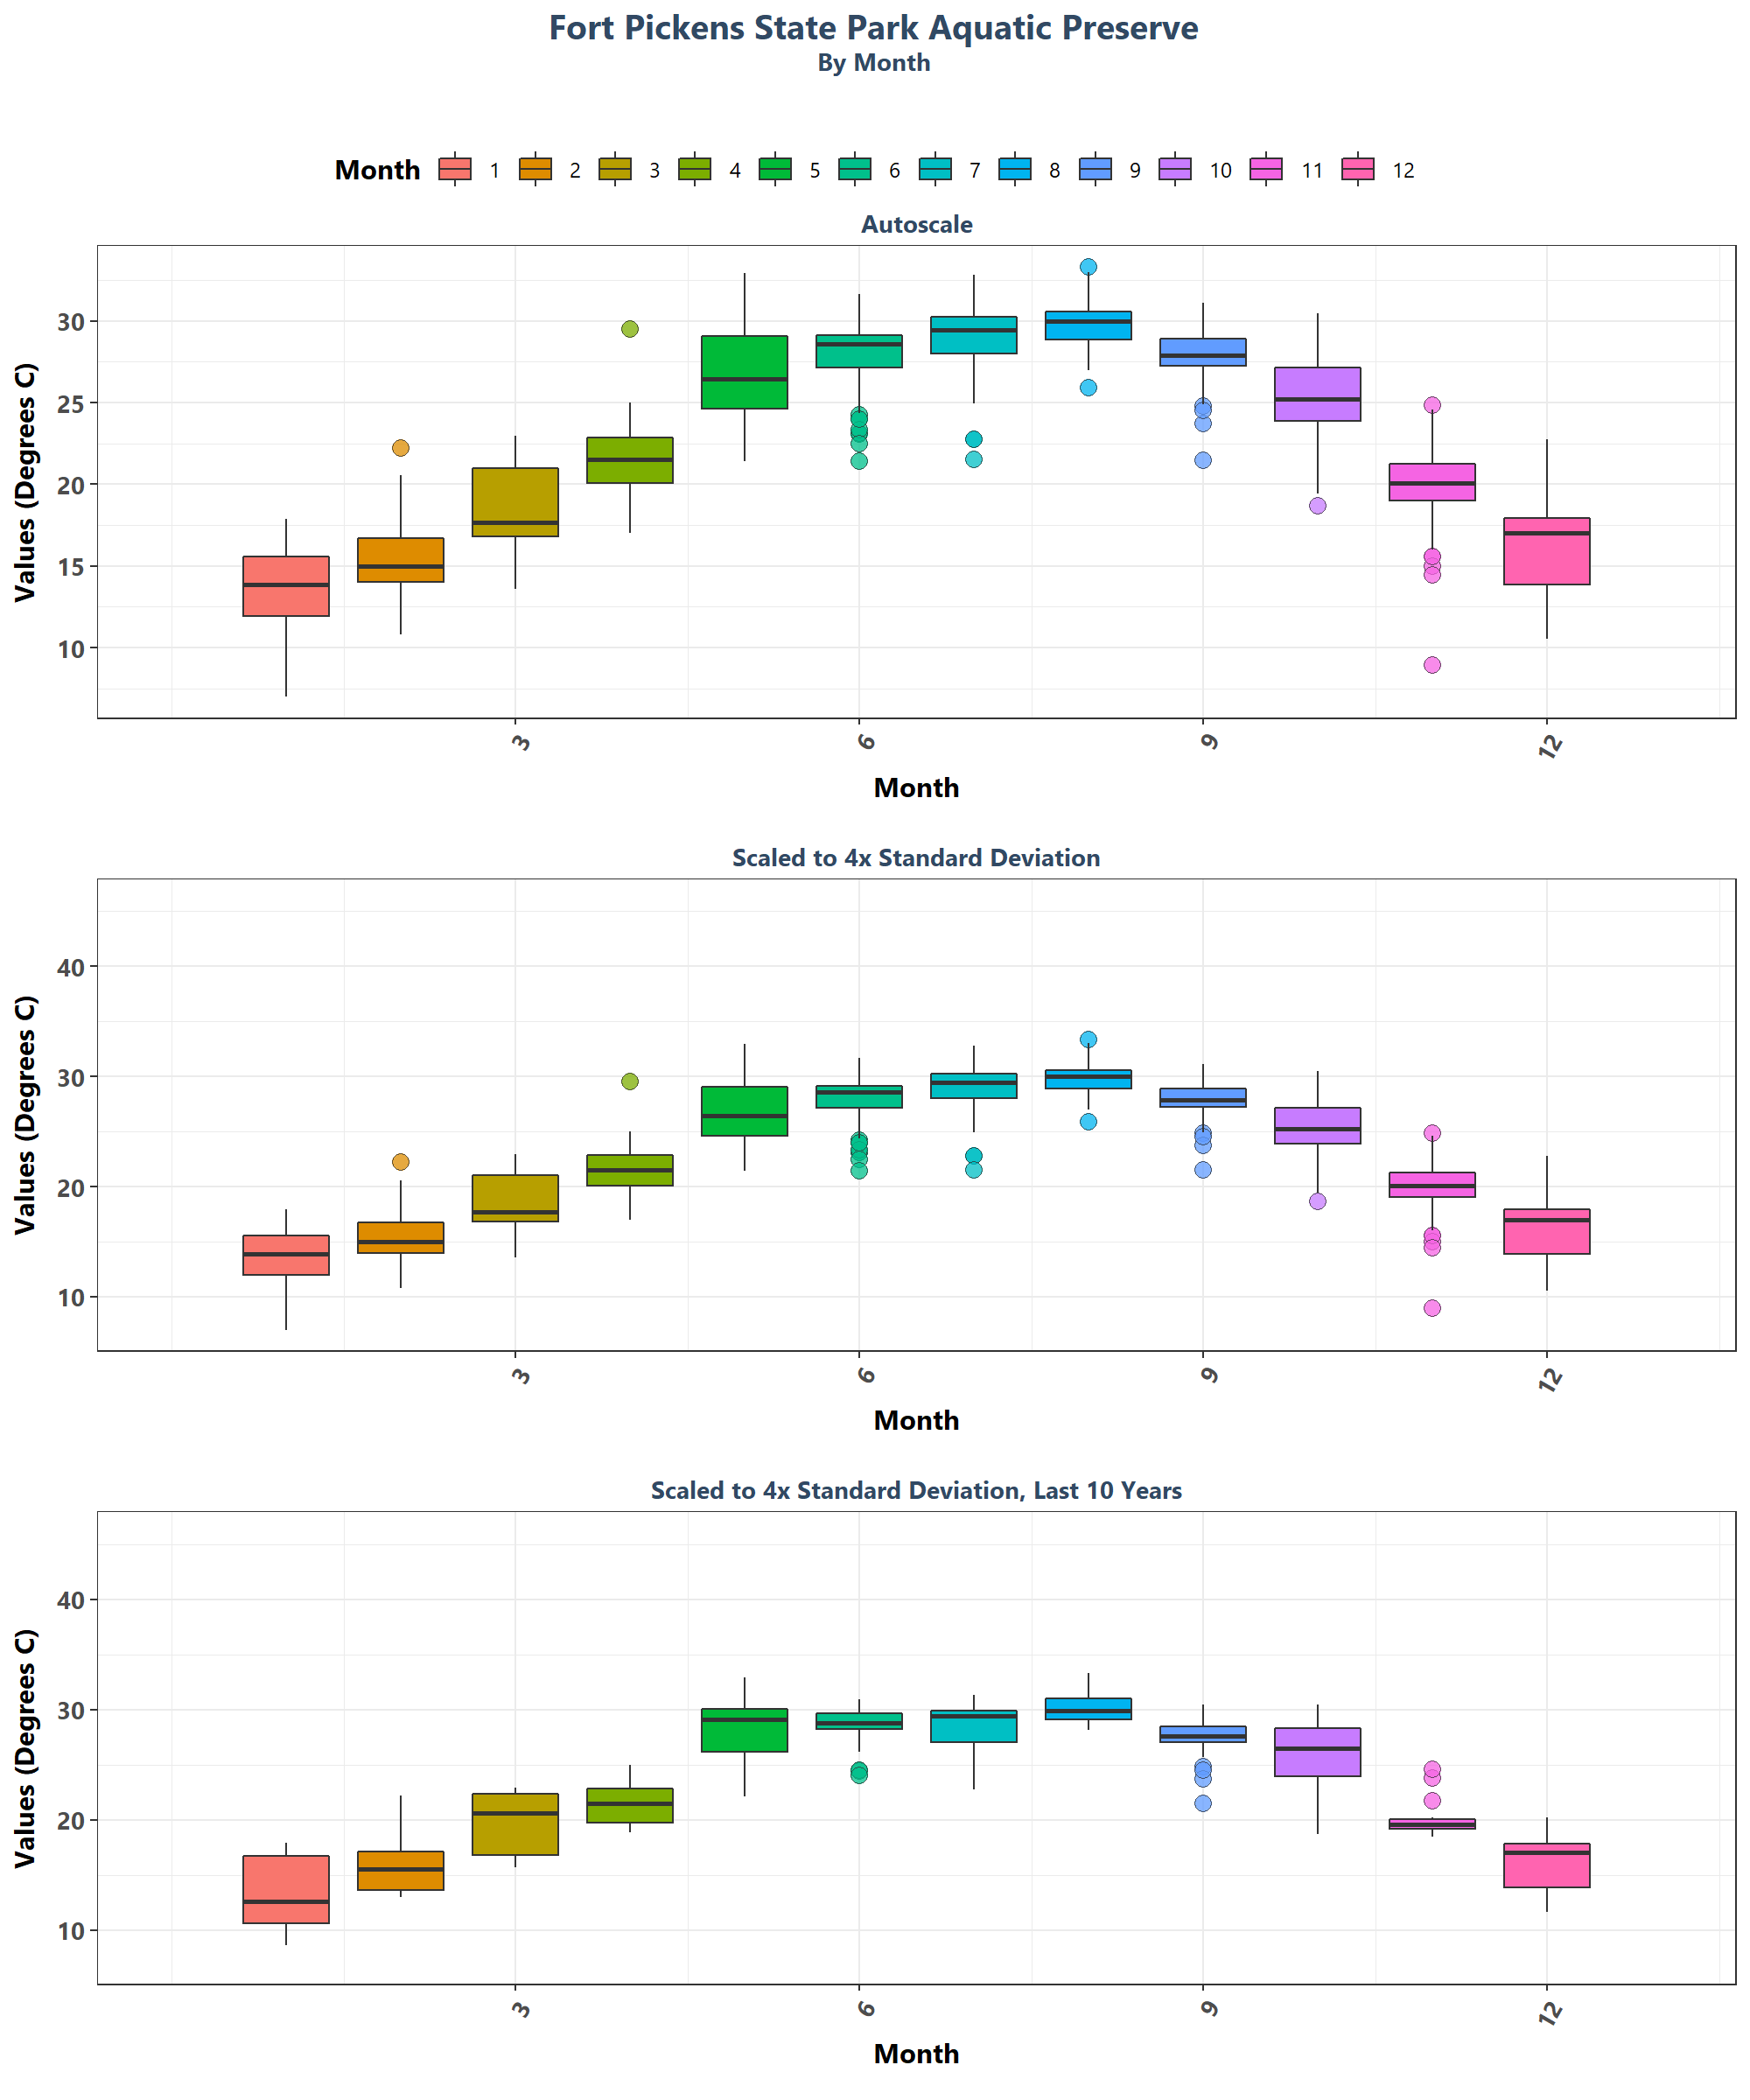 Fort Pickens State Park Aquatic Preserve
By Month
Month 1 2 3 4 5 6 7 8 9 10 11 12
Autoscale
Values (Degrees C)
30
25
20
15
10
3 6 9 12
Month
Scaled to 4x Standard Deviation
Values (Degrees C)
40
30
20
10
3 6 9 12
Month
Scaled to 4x Standard Deviation, Last 10 Years
Values (Degrees C)
40
30
20
10
3 6 9 12
Month